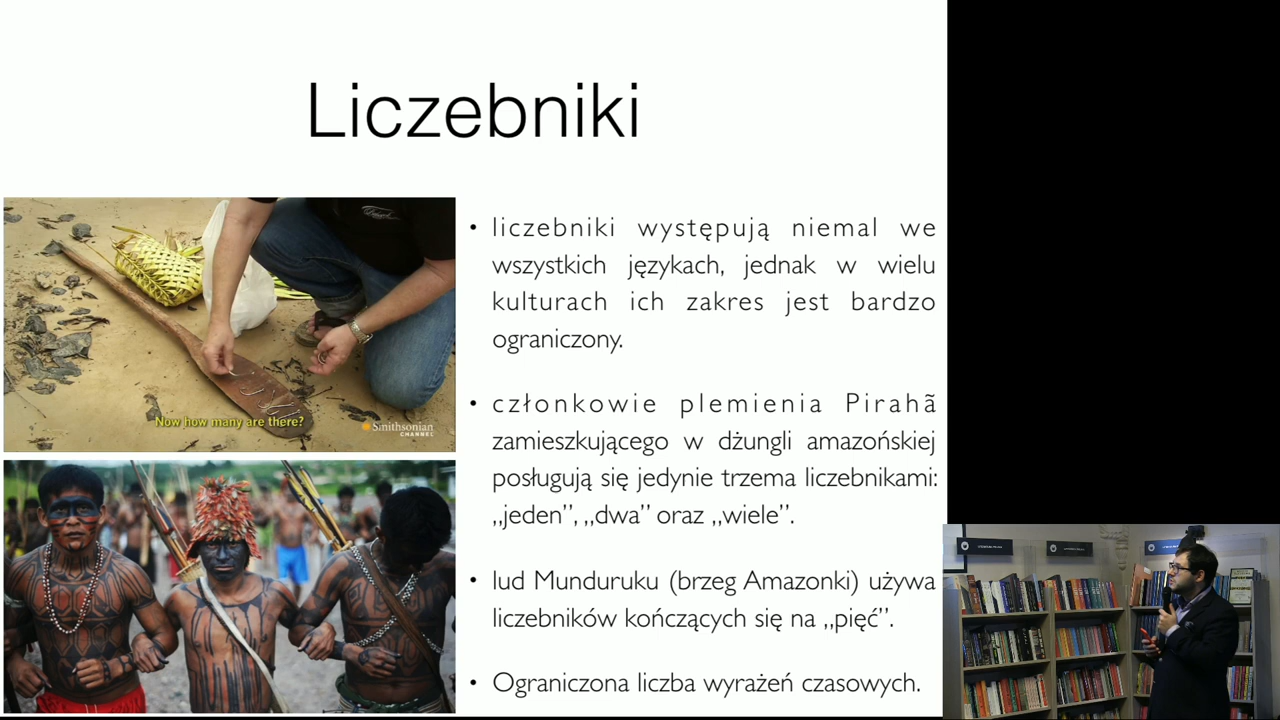 Liczebniki
Now how many are there?
Smithsonian
CHANNEL
• liczebniki występują niemal we
wszystkich językach, jednak w wielu
kulturach ich zakres jest bardzo
ograniczony.
• członkowie plemienia Pirahã
zamieszkującego w dżungli amazońskiej
posługują się jedynie trzema liczebnikami:
„jeden”, „dwa” oraz „wiele”.
• lud Munduruku (brzeg Amazonki) używa
liczebników kończących się na „pięć”.
• Ograniczona liczba wyrażeń czasowych.